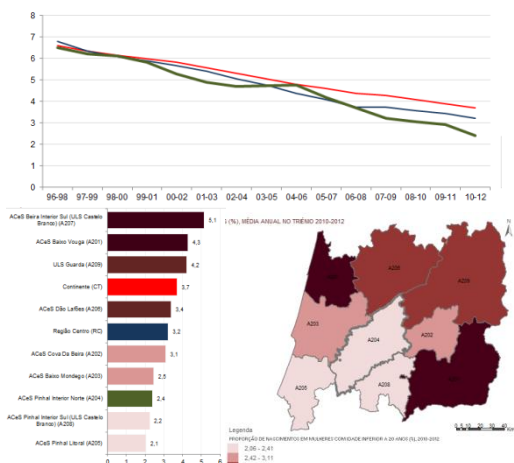 8
7
6
5
4
3
2
1
0
96-98 97-99 98-00 99-01 00-02 01-03 02-04 03-05 04-06 05-07 06-08 07-09 08-10 09-11 10-12
ACeS Beira Interior Sul (ULS Castelo
Branco) (A207)
5,1
ACeS Baixo Vouga (A201)
4,3
ULS Guarda (A209)
4,2
Continente (CT)
3,7
ACeS Dão Lafões (A206)
3,4
Região Centro (RC)
3,2
ACeS Cova Da Beira (A202)
3,1
ACeS Baixo Mondego (A203)
2,5
ACeS Pinhal Interior Norte (A204)
2,4
ACeS Pinhal Interior Sul (ULS Castelo
Branco) (A208)
2,2
ACeS Pinhal Litoral (A205)
2,1
0 1 2 3 4 5 6
(%), MÉDIA ANUAL NO TRIÉNIO 2010-2012
N
A203
A204
A202
A205
Legenda
PROPORÇÃO DE NASCIMENTOS EM MULHERES COM IDADE INFERIOR A 20 ANOS (%), 2010-2012
2,06 - 2,41
2,42 - 3,11